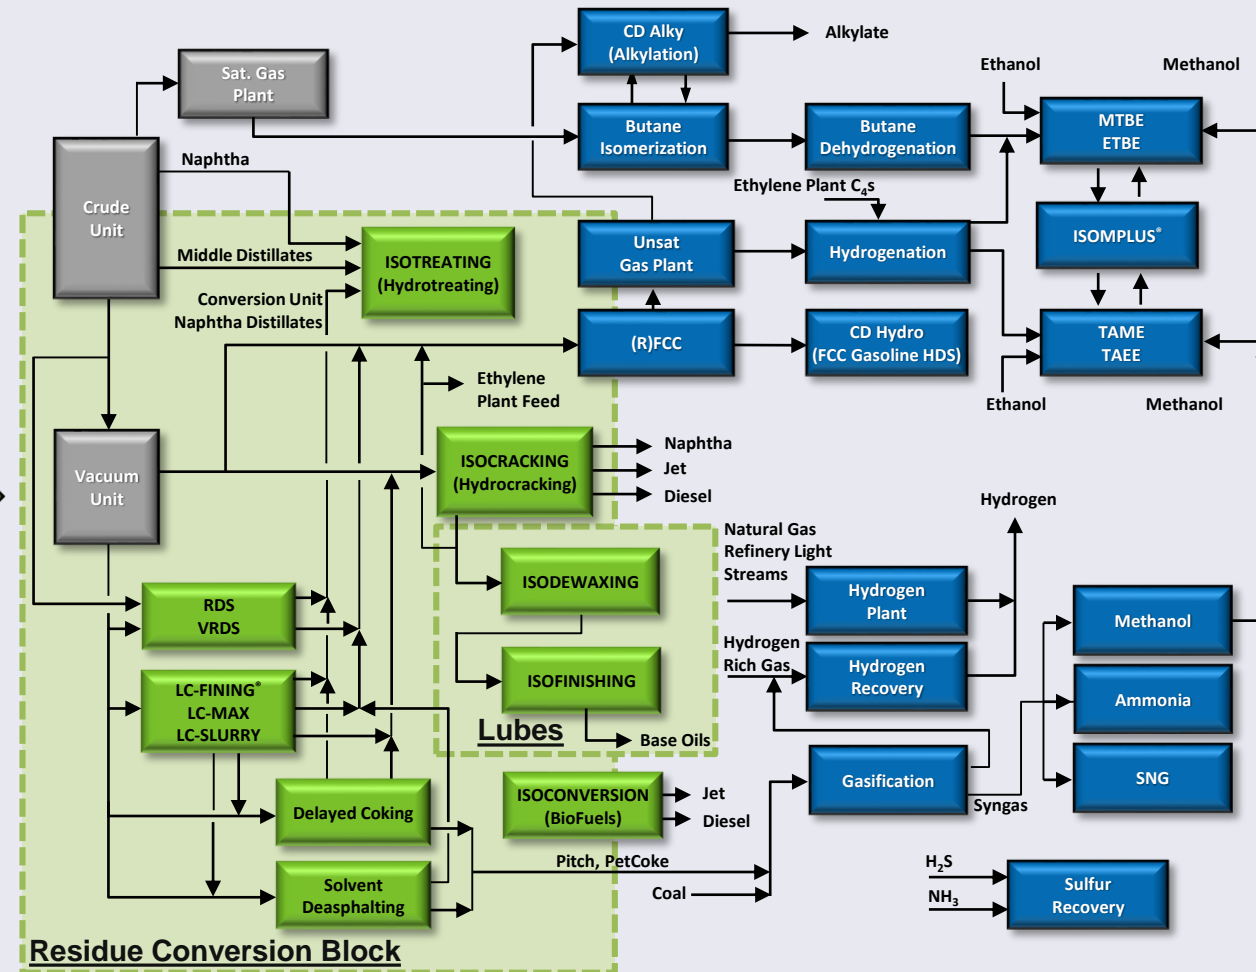 CD Alky
(Alkylation)
Alkylate
Sat. Gas
Plant
Ethanol
Methanol
Butane
Isomerization
Butane
Dehydrogenation
MTBE
ETBE
Naphtha
Crude
Unit
Ethylene Plant C₄s
ISOMPLUS®
Middle Distillates
ISOTREATING
(Hydrotreating)
Unsat
Gas Plant
Hydrogenation
Conversion Unit
Naphtha Distillates
(R)FCC
CD Hydro
(FCC Gasoline HDS)
TAME
TAEE
Ethylene
Plant Feed
Ethanol
Methanol
Vacuum
Unit
ISOCRACKING
(Hydrocracking)
Naphtha
Jet
Diesel
Hydrogen
Natural Gas
Refinery Light
Streams
ISODEWAXING
Hydrogen
Plant
RDS
VRDS
Methanol
Hydrogen
Rich Gas
Hydrogen
Recovery
ISOFINISHING
LC-FINING®
LC-MAX
LC-SLURRY
Ammonia
Lubes
Base Oils
Gasification
SNG
Syngas
Delayed Coking
ISOCONVERSION
(BioFuels)
Jet
Diesel
Pitch, PetCoke
Coal
Solvent
Deasphalting
H₂S
NH₃
Sulfur
Recovery
Residue Conversion Block